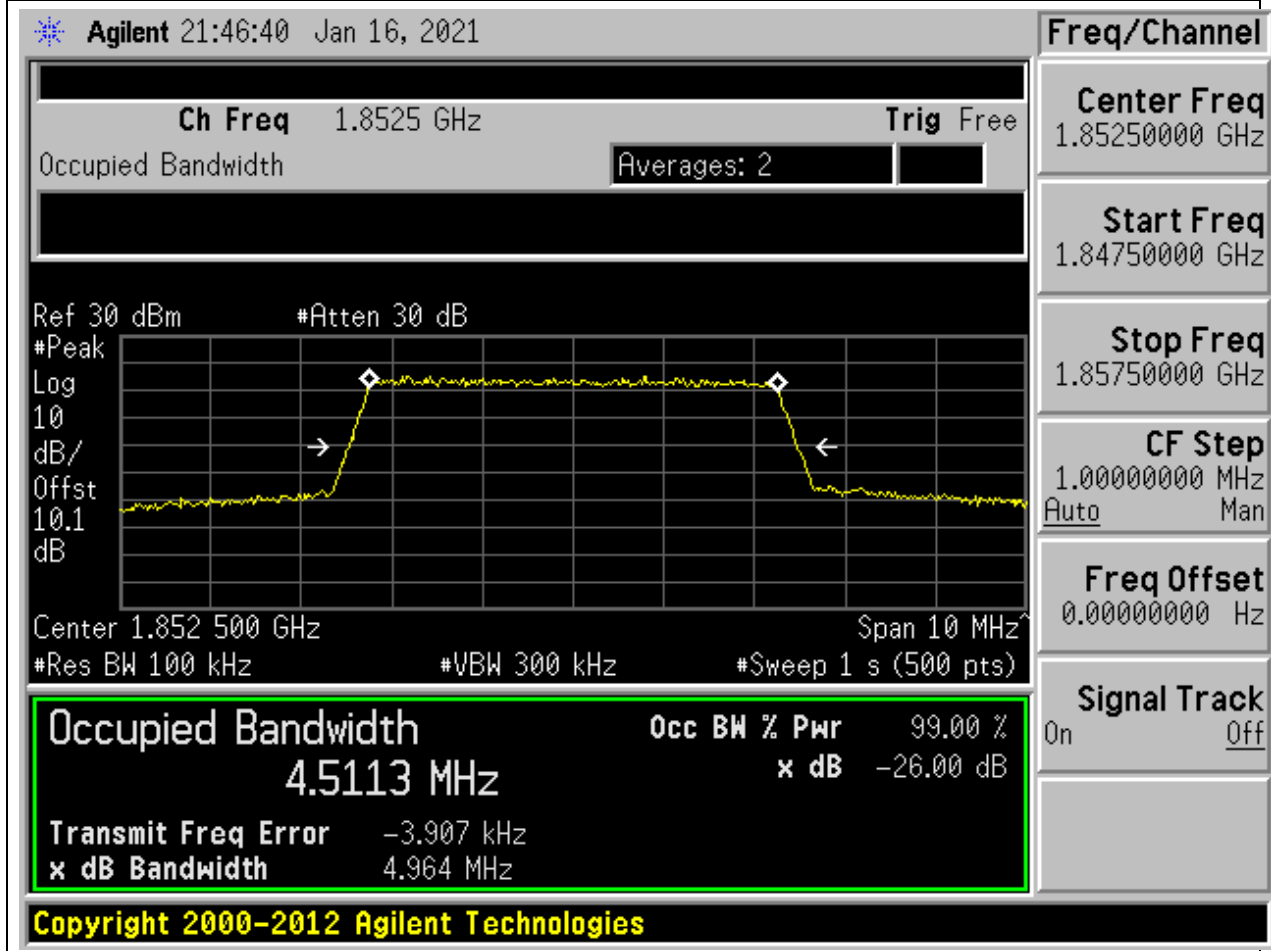 Agilent 21:46:40 Jan 16, 2021
Freq/Channel
Ch Freq 1.8525 GHz Trig Free
Occupied Bandwidth Averages: 2
Center Freq
1.85250000 GHz
Start Freq
1.84750000 GHz
Stop Freq
1.85750000 GHz
CF Step
1.00000000 MHz
Auto Man
Freq Offset
0.00000000 Hz
Signal Track
On Off
Ref 30 dBm #Atten 30 dB
#Peak
Log
10
dB/
Offst
10.1
dB
Center 1.852 500 GHz Span 10 MHz^
#Res BW 100 kHz #VBW 300 kHz #Sweep 1 s (500 pts)
Occupied Bandwidth Occ BW % Pwr 99.00 %
4.5113 MHz x dB -26.00 dB
Transmit Freq Error -3.907 kHz
x dB Bandwidth 4.964 MHz
Copyright 2000-2012 Agilent Technologies